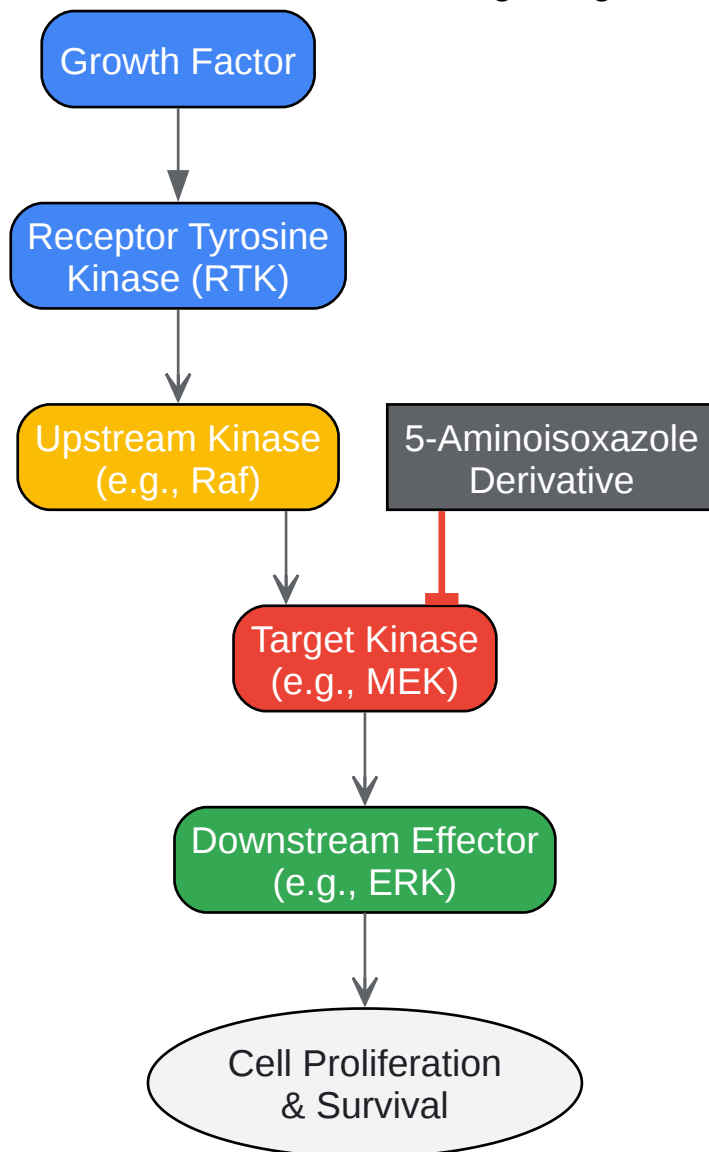 Growth Factor
Receptor Tyrosine
Kinase (RTK)
Upstream Kinase
(e.g., Raf)
5-Aminoisoxazole
Derivative
Target Kinase
(e.g., MEK)
Downstream Effector
(e.g., ERK)
Cell Proliferation
& Survival